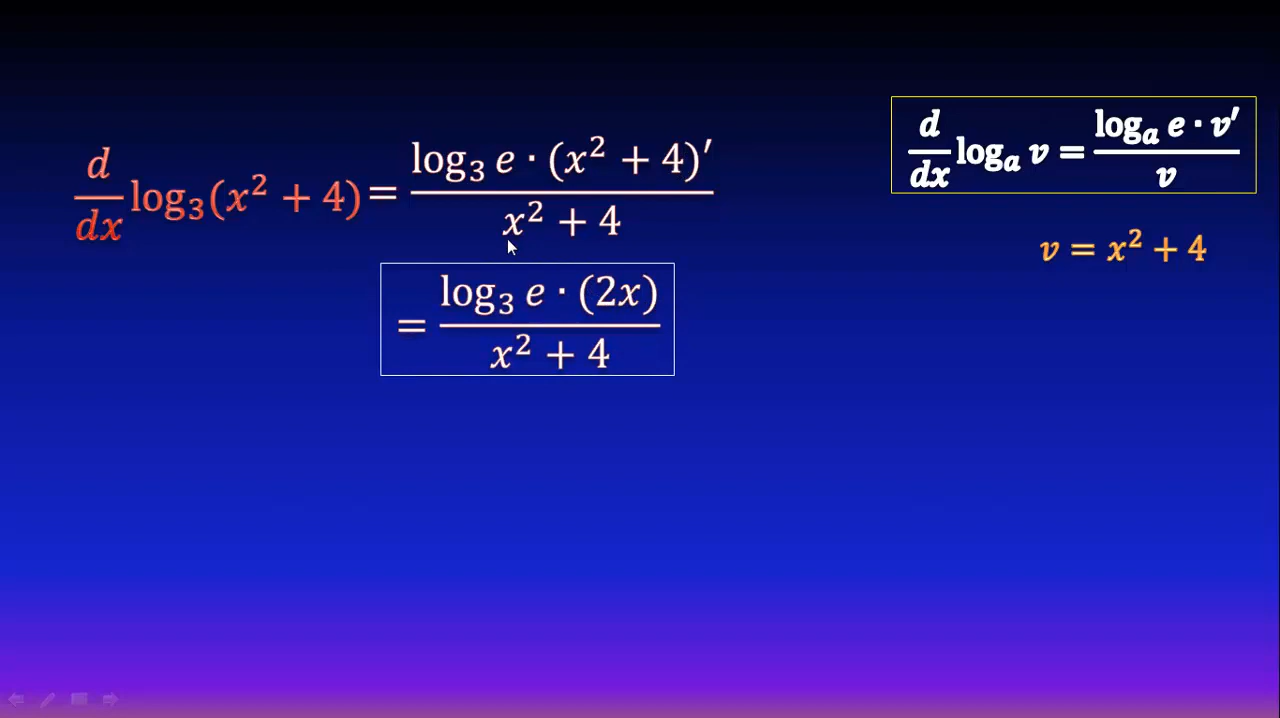 d/dx log₃(x² + 4) = log₃ e · (x² + 4)′ / x² + 4
= log₃ e · (2x) / x² + 4
d/dx logₐ v = logₐ e · v′ / v
v = x² + 4